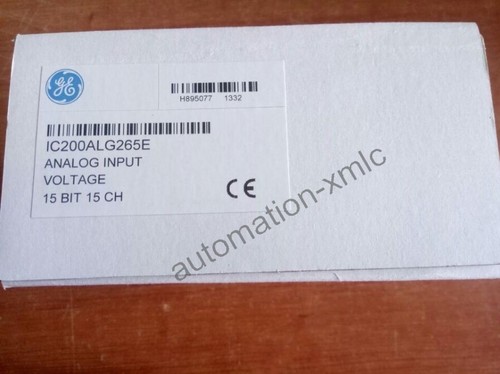 GE
H895077 1332
IC200ALG265E
ANALOG INPUT
VOLTAGE
15 BIT 15 CH
CE
automation-xmlc